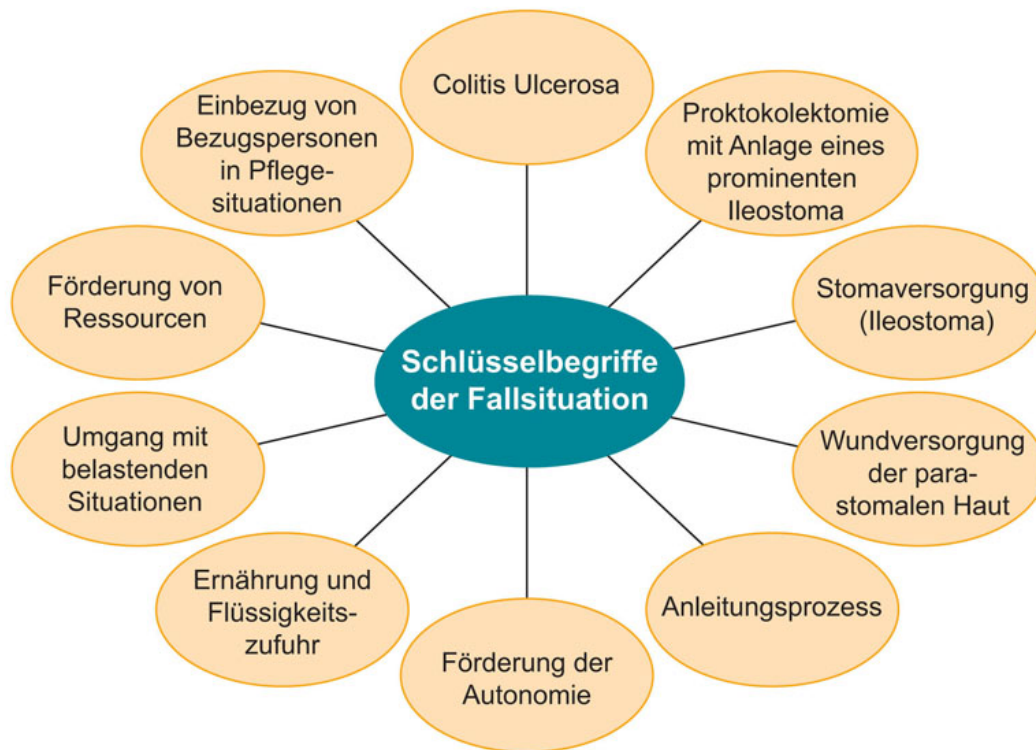 Colitis Ulcerosa
Proktokolektomie
mit Anlage eines
prominenten
Ileostoma
Stomaversorgung
(Ileostoma)
Wundversorgung
der para-
stomalen Haut
Anleitungsprozess
Förderung der
Autonomie
Ernährung und
Flüssigkeits-
zufuhr
Umgang mit
belastenden
Situationen
Förderung von
Ressourcen
Einbezug von
Bezugspersonen
in Pflege-
situationen
Schlüsselbegriffe
der Fallsituation